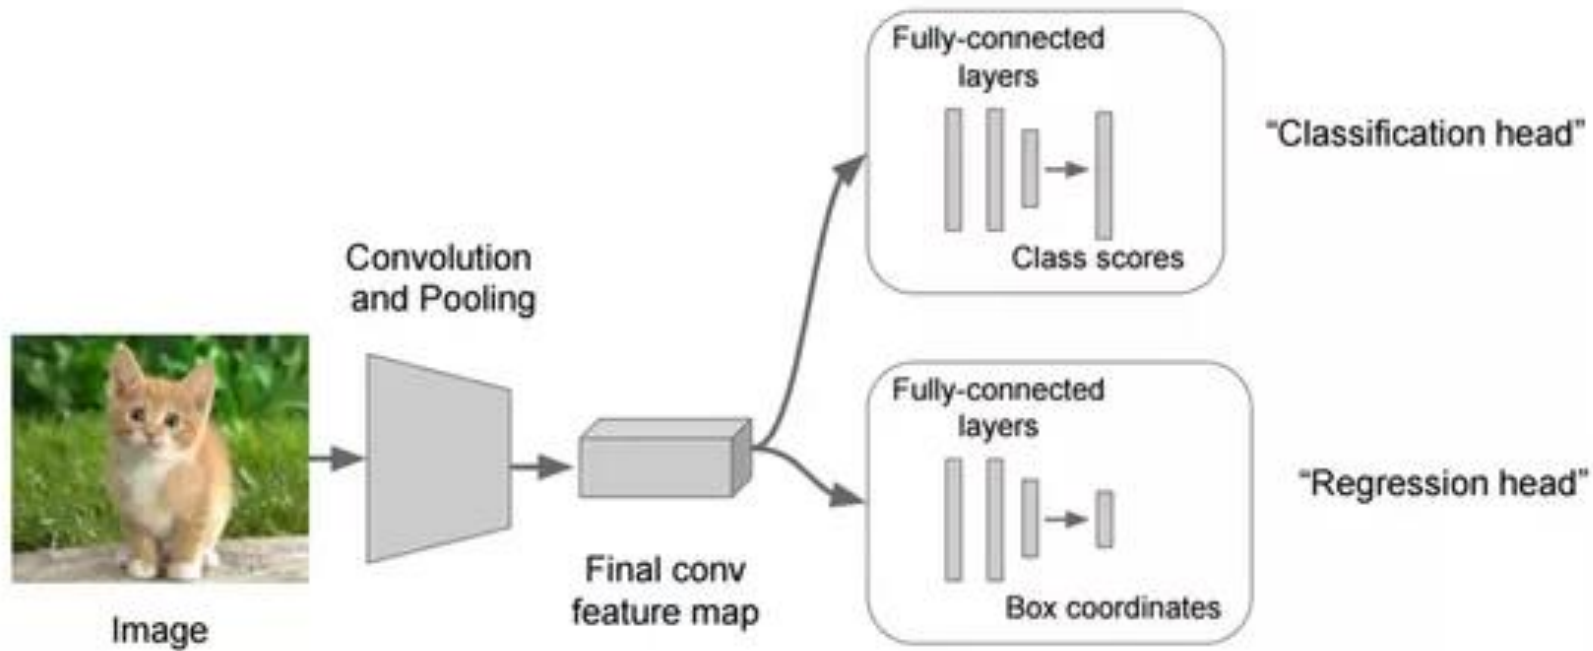 Fully-connected
layers
"Classification head"
Class scores
Convolution
and Pooling
Fully-connected
layers
"Regression head"
Final conv
feature map
Box coordinates
Image